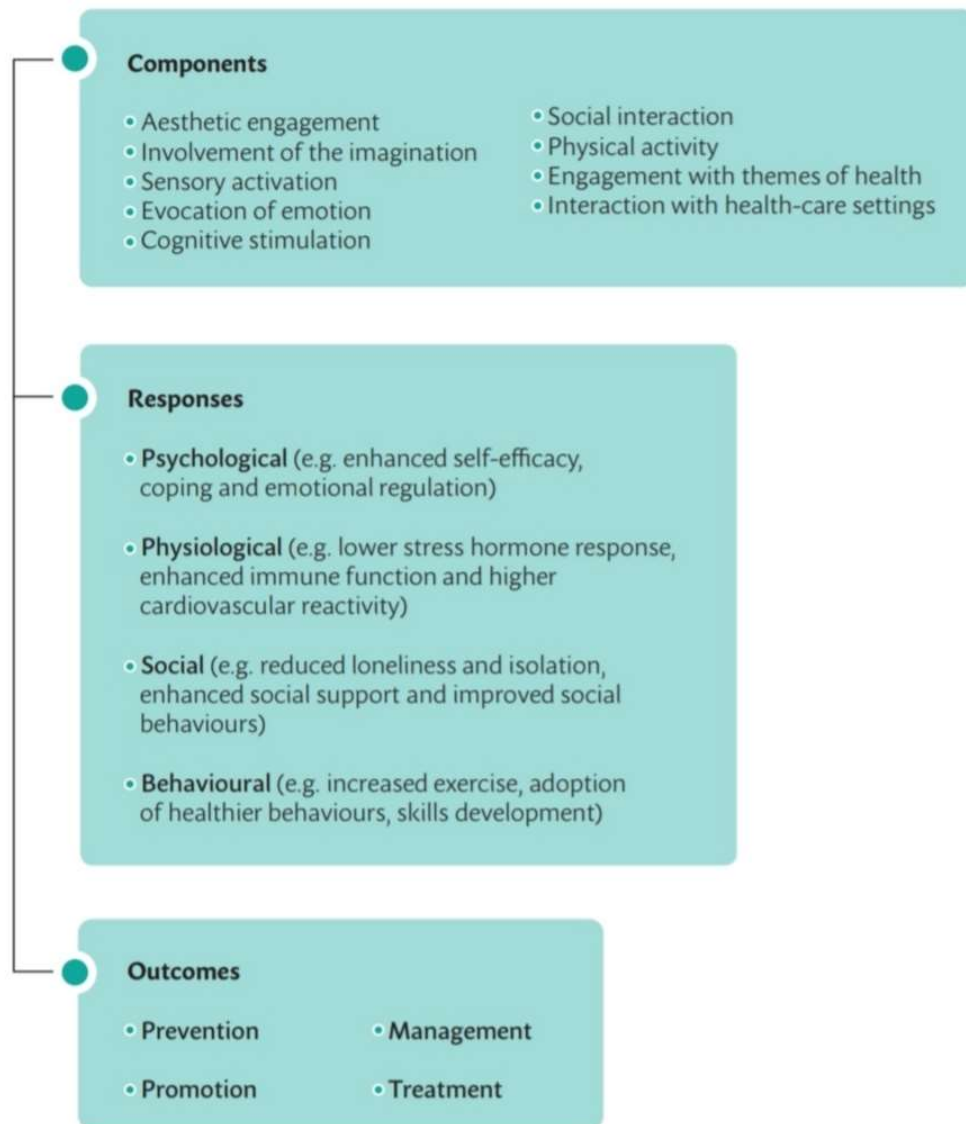 Components
• Aesthetic engagement
• Involvement of the imagination
• Sensory activation
• Evocation of emotion
• Cognitive stimulation
• Social interaction
• Physical activity
• Engagement with themes of health
• Interaction with health-care settings
Responses
• Psychological (e.g. enhanced self-efficacy,
coping and emotional regulation)
• Physiological (e.g. lower stress hormone response,
enhanced immune function and higher
cardiovascular reactivity)
• Social (e.g. reduced loneliness and isolation,
enhanced social support and improved social
behaviours)
• Behavioural (e.g. increased exercise, adoption
of healthier behaviours, skills development)
Outcomes
• Prevention
• Promotion
• Management
• Treatment